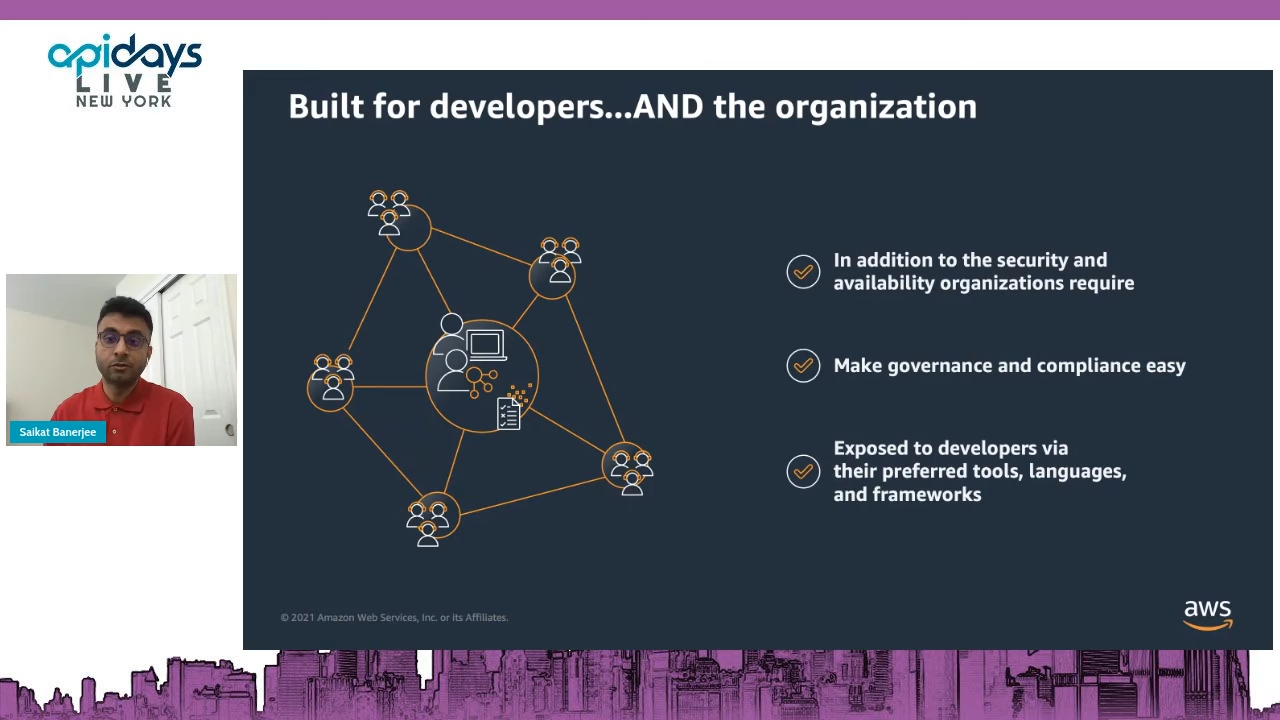 apidays
LIVE
NEW YORK
Built for developers...AND the organization
In addition to the security and
availability organizations require
Make governance and compliance easy
Exposed to developers via
their preferred tools, languages,
and frameworks
Saikat Banerjee
© 2021 Amazon Web Services, Inc. or its Affiliates.
aws